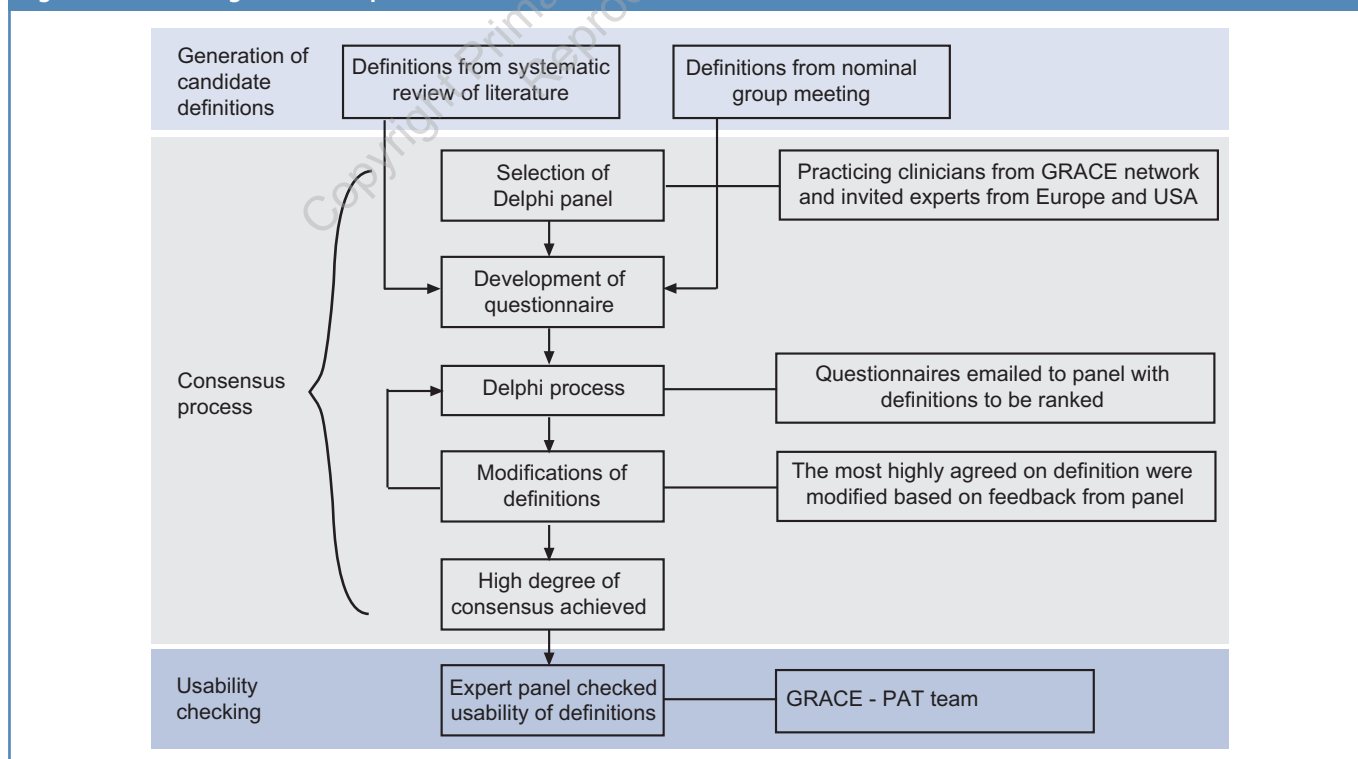 Generation of
candidate
definitions
Definitions from systematic
review of literature
Definitions from nominal
group meeting
Selection of
Delphi panel
Practicing clinicians from GRACE network
and invited experts from Europe and USA
Development of
questionnaire
Consensus
process
Delphi process
Questionnaires emailed to panel with
definitions to be ranked
Modifications of
definitions
The most highly agreed on definition were
modified based on feedback from panel
High degree of
consensus achieved
Usability
checking
Expert panel checked
usability of definitions
GRACE - PAT team
Copyright